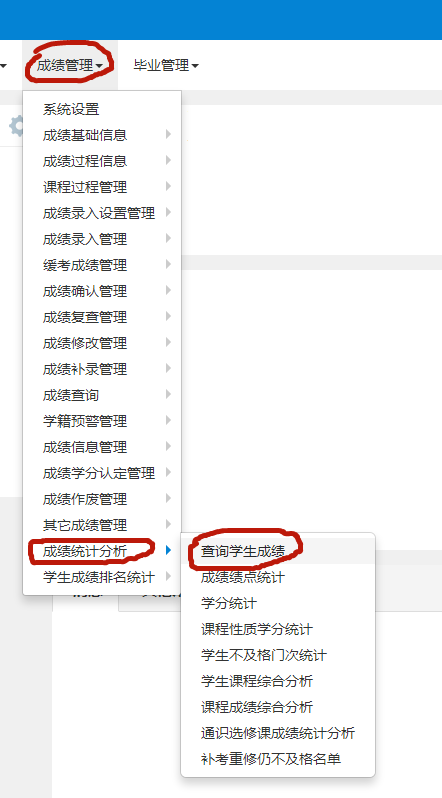 成绩管理
毕业管理
系统设置
成绩基础信息
成绩过程信息
课程过程管理
成绩录入设置管理
成绩录入管理
缓考成绩管理
成绩确认管理
成绩复查管理
成绩修改管理
成绩补录管理
成绩查询
学籍预警管理
成绩信息管理
成绩学分认定管理
成绩作废管理
其它成绩管理
成绩统计分析
学生成绩排名统计
查询学生成绩
成绩绩点统计
学分统计
课程性质学分统计
学生不及格门次统计
学生课程综合分析
课程成绩综合分析
通识选修课成绩统计分析
补考重修仍不及格名单